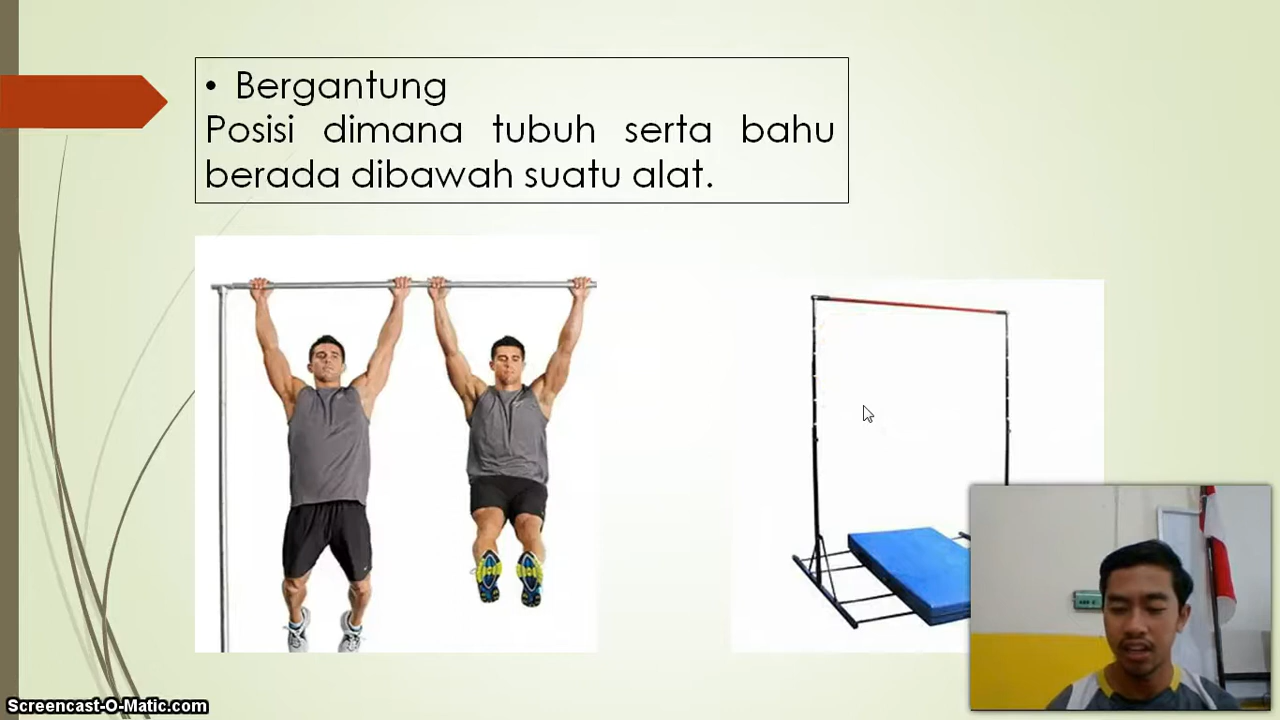 • Bergantung
Posisi dimana tubuh serta bahu
berada dibawah suatu alat.
Screencast-O-Matic.com